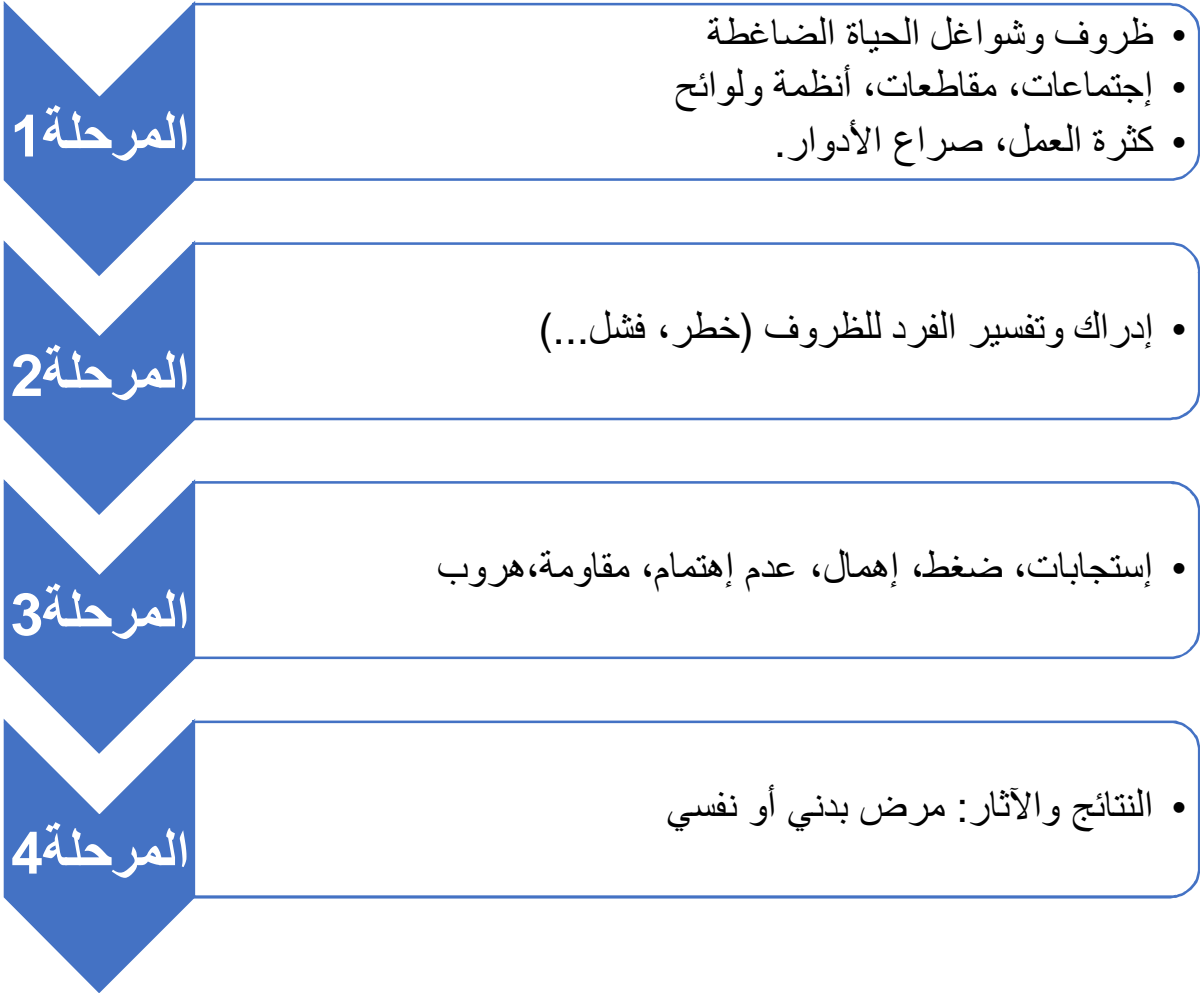 المرحلة1
• ظروف وشواغل الحياة الضاغطة
• إجتماعات، مقاطعات، أنظمة ولوائح
• كثرة العمل، صراع الأدوار.
المرحلة2
• إدراك وتفسير الفرد للظروف (خطر، فشل...)
المرحلة3
• إستجابات، ضغط، إهمال، عدم إهتمام، مقاومة،هروب
المرحلة4
• النتائج والآثار: مرض بدني أو نفسي